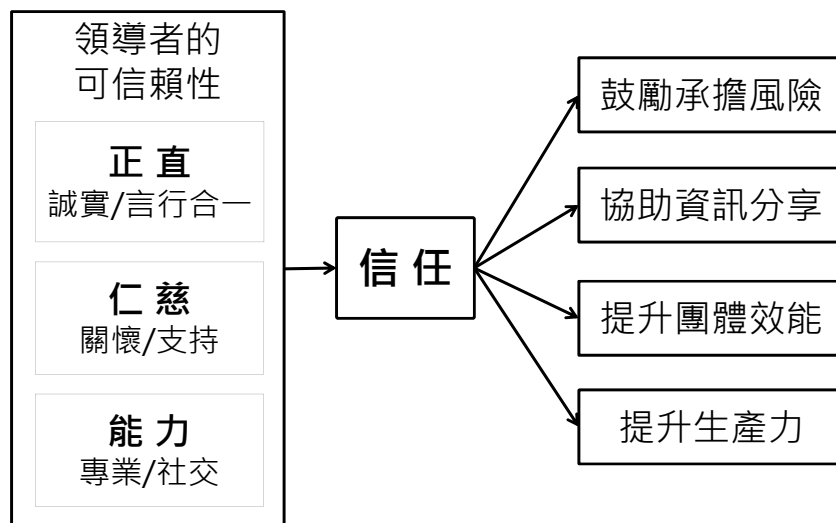 領導者的
可信賴性
正 直
誠實/言行合一
仁 慈
關懷/支持
能 力
專業/社交
信 任
鼓勵承擔風險
協助資訊分享
提升團體效能
提升生產力